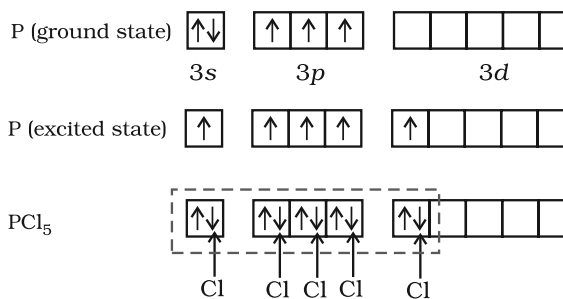 P (ground state)
3s 3p 3d
P (excited state)
PCl₅
Cl Cl Cl Cl Cl